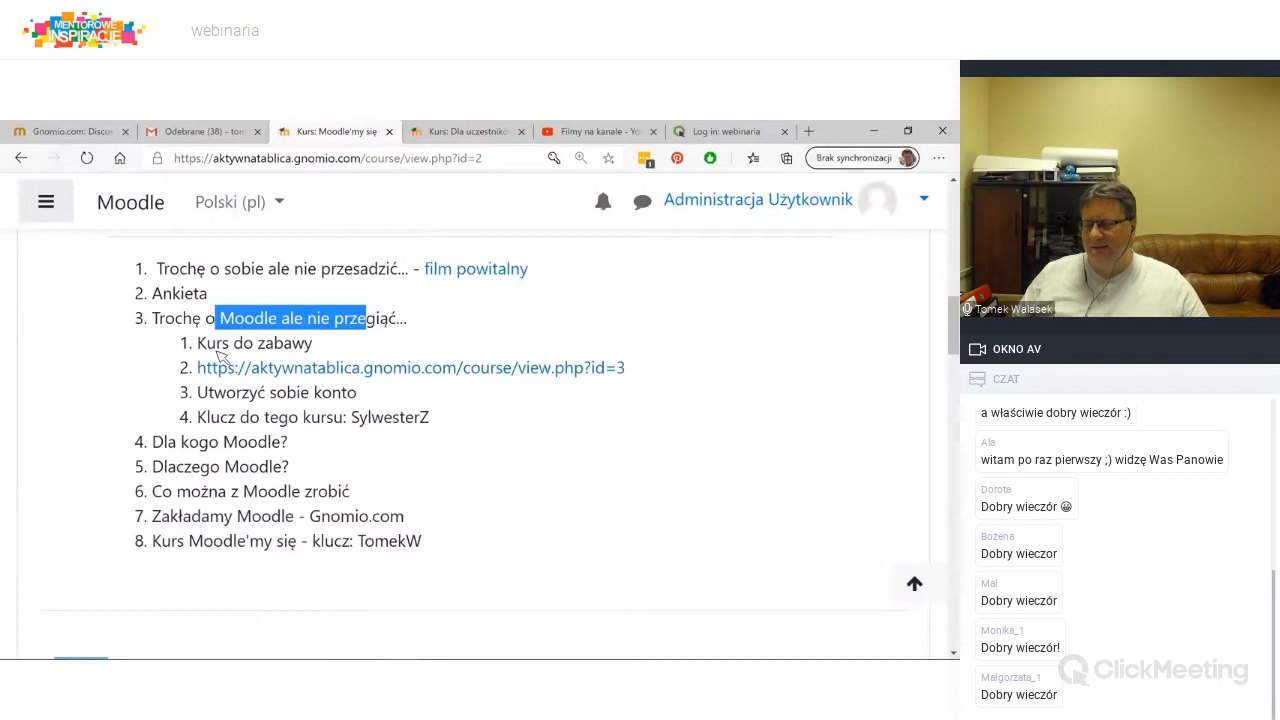 MENTOROWE
INSPIRACJE
webinaria
Gnomio.com: Discov
Odebrane (38) - tom
Kurs: Moodle'my się
Kurs: Dla uczestników
Filmy na kanale - Yo
Log in: webinaria
https://aktywnatablica.gnomio.com/course/view.php?id=2
Brak synchronizacji
Moodle
Polski (pl)
Administracja Użytkownik
1. Trochę o sobie ale nie przesadzić... - film powitalny
2. Ankieta
3. Trochę o Moodle ale nie przegiąć...
1. Kurs do zabawy
2. https://aktywnatablica.gnomio.com/course/view.php?id=3
3. Utworzyć sobie konto
4. Klucz do tego kursu: SylwesterZ
4. Dla kogo Moodle?
5. Dlaczego Moodle?
6. Co można z Moodle zrobić
7. Zakładamy Moodle - Gnomio.com
8. Kurs Moodle'my się - klucz: TomekW
Tomek Walasek
OKNO AV
CZAT
a właściwie dobry wieczór :)
Ala
witam po raz pierwszy ;) widzę Was Panowie
Dorota
Dobry wieczór 😀
Bożena
Dobry wieczor
Mal
Dobry wieczór
Monika_1
Dobry wieczór!
Małgorzata_1
Dobry wieczór
ClickMeeting